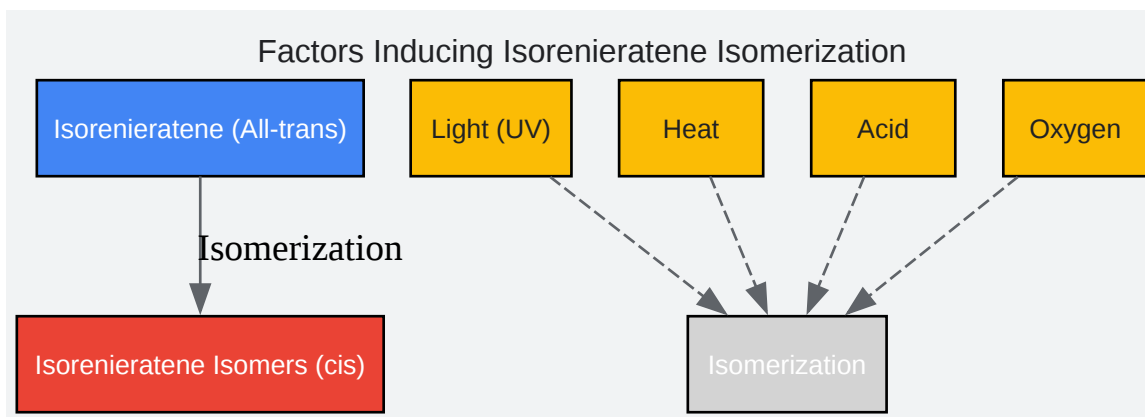 Factors Inducing Isorenieratene Isomerization
Isorenieratene (All-trans)
Light (UV)
Heat
Acid
Oxygen
Isomerization
Isorenieratene Isomers (cis)
Isomerization